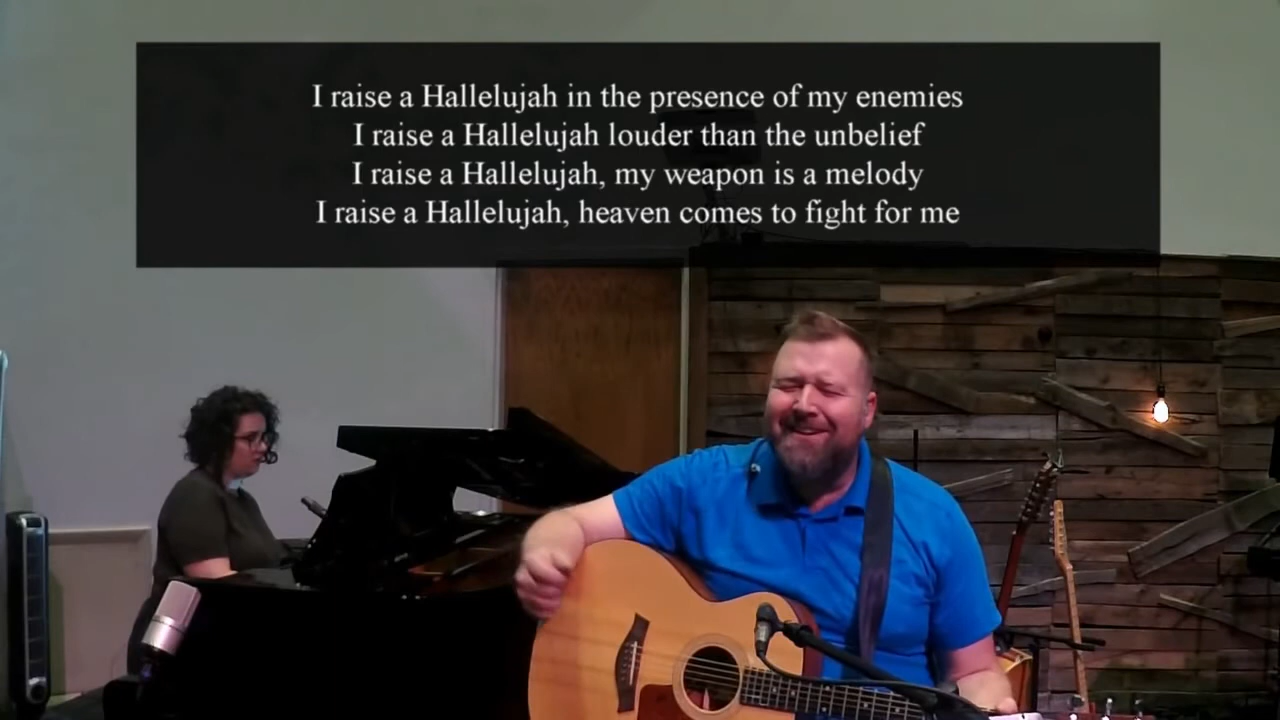 I raise a Hallelujah in the presence of my enemies
I raise a Hallelujah louder than the unbelief
I raise a Hallelujah, my weapon is a melody
I raise a Hallelujah, heaven comes to fight for me